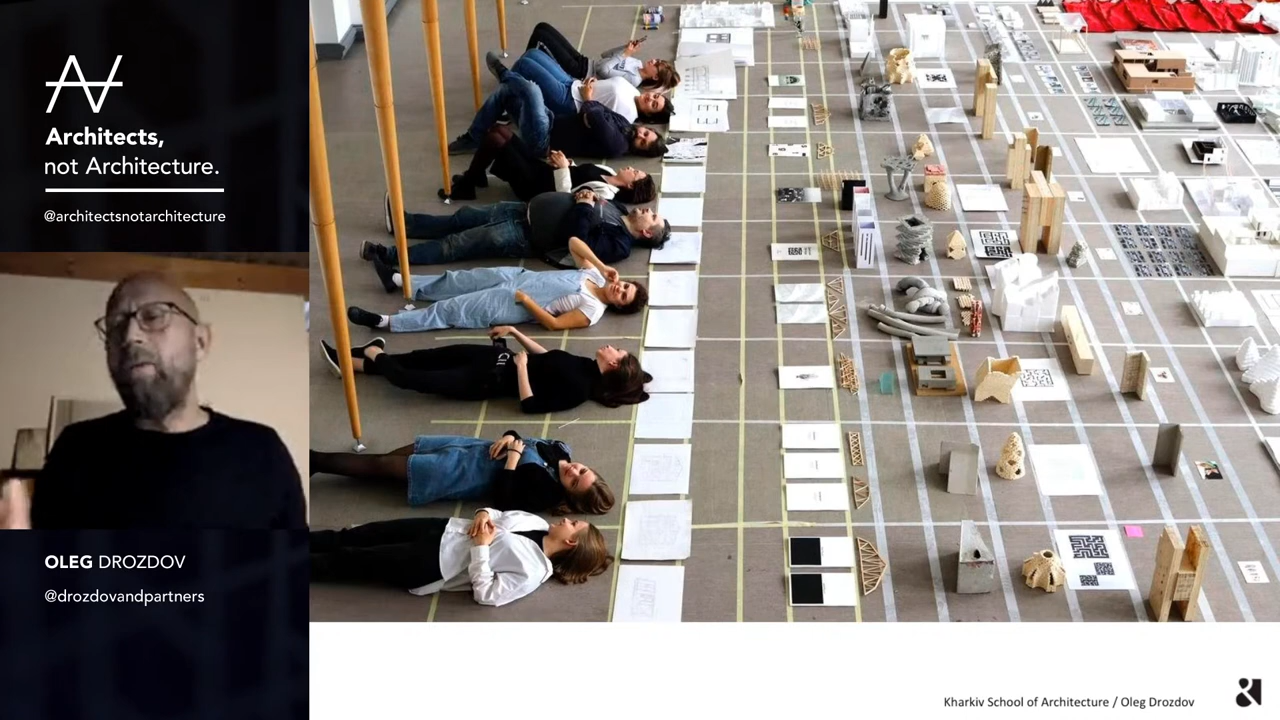 Architects,
not Architecture.
@architectsnotarchitecture
OLEG DROZDOV
@drozdovandpartners
Kharkiv School of Architecture / Oleg Drozdov